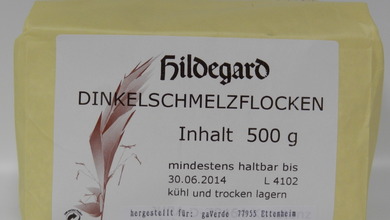 Hildegard
DINKELSCHMELZFLOCKEN
Inhalt 500 g
mindestens haltbar bis
30.06.2014 L 4102
kühl und trocken lagern
hergestellt für: gaVerde 77955 Ettenheim